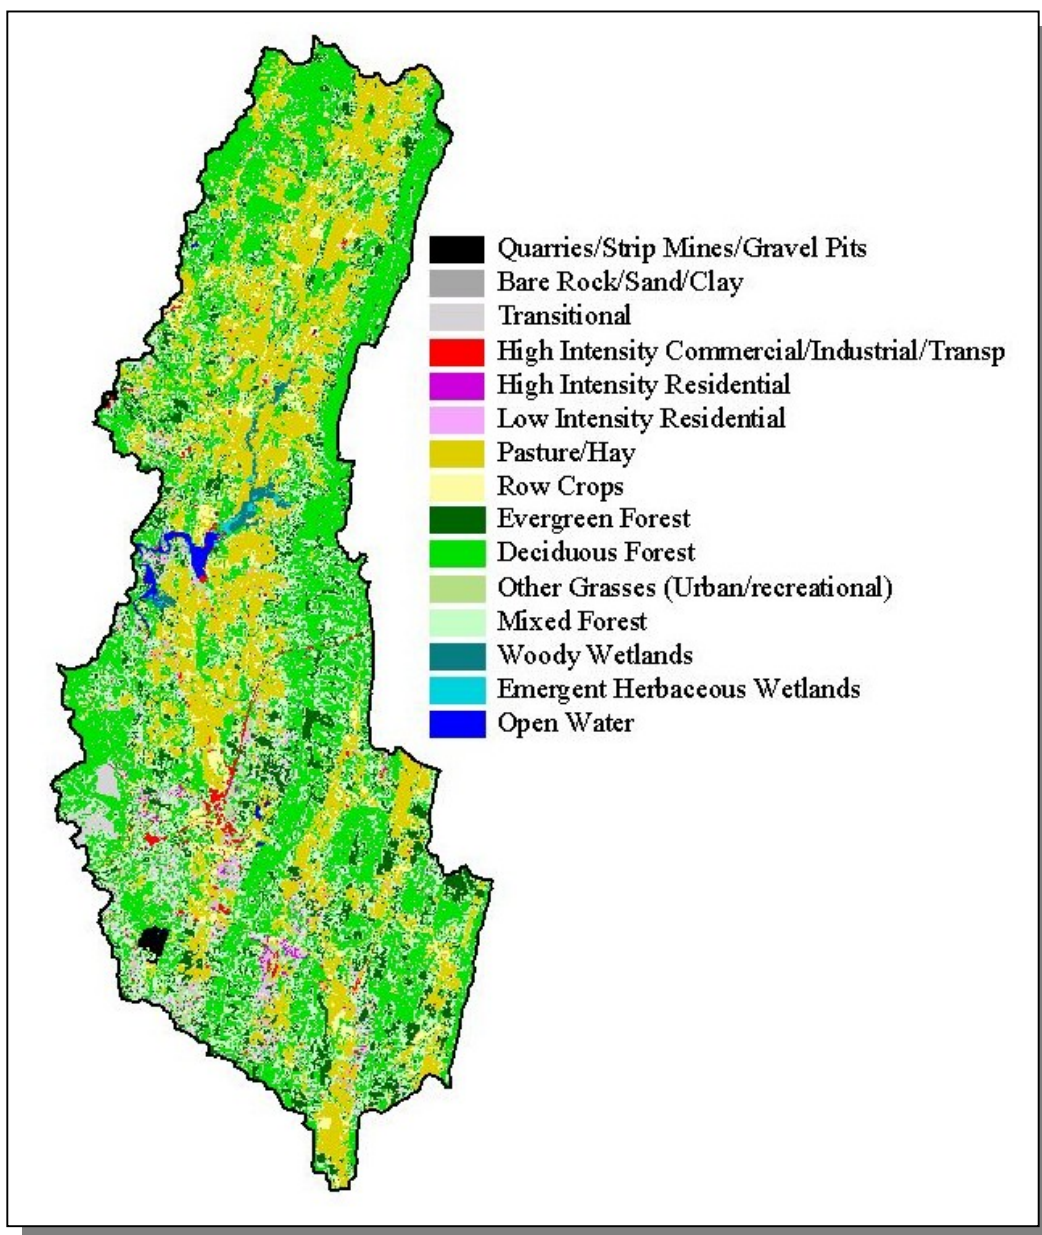 Quarries/Strip Mines/Gravel Pits
Bare Rock/Sand/Clay
Transitional
High Intensity Commercial/Industrial/Transp
High Intensity Residential
Low Intensity Residential
Pasture/Hay
Row Crops
Evergreen Forest
Deciduous Forest
Other Grasses (Urban/recreational)
Mixed Forest
Woody Wetlands
Emergent Herbaceous Wetlands
Open Water